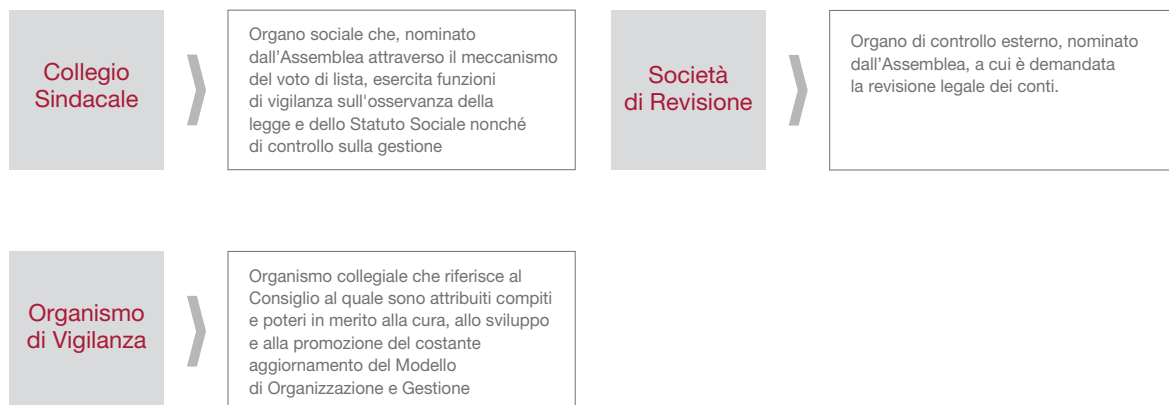 Collegio
Sindacale
Organo sociale che, nominato
dall'Assemblea attraverso il meccanismo
del voto di lista, esercita funzioni
di vigilanza sull'osservanza della
legge e dello Statuto Sociale nonché
di controllo sulla gestione
Società
di Revisione
Organo di controllo esterno, nominato
dall'Assemblea, a cui è demandata
la revisione legale dei conti.
Organismo
di Vigilanza
Organismo collegiale che riferisce al
Consiglio al quale sono attribuiti compiti
e poteri in merito alla cura, allo sviluppo
e alla promozione del costante
aggiornamento del Modello
di Organizzazione e Gestione